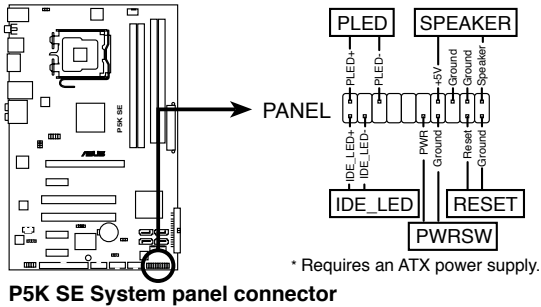 PLED
SPEAKER
PLED+
PLED-
+5V
Ground
Ground
Speaker
P5K SE
PANEL
IDE_LED+
IDE_LED-
PWR
Ground
Reset
Ground
/SUS
IDE_LED
RESET
PWRSW
* Requires an ATX power supply.
P5K SE System panel connector